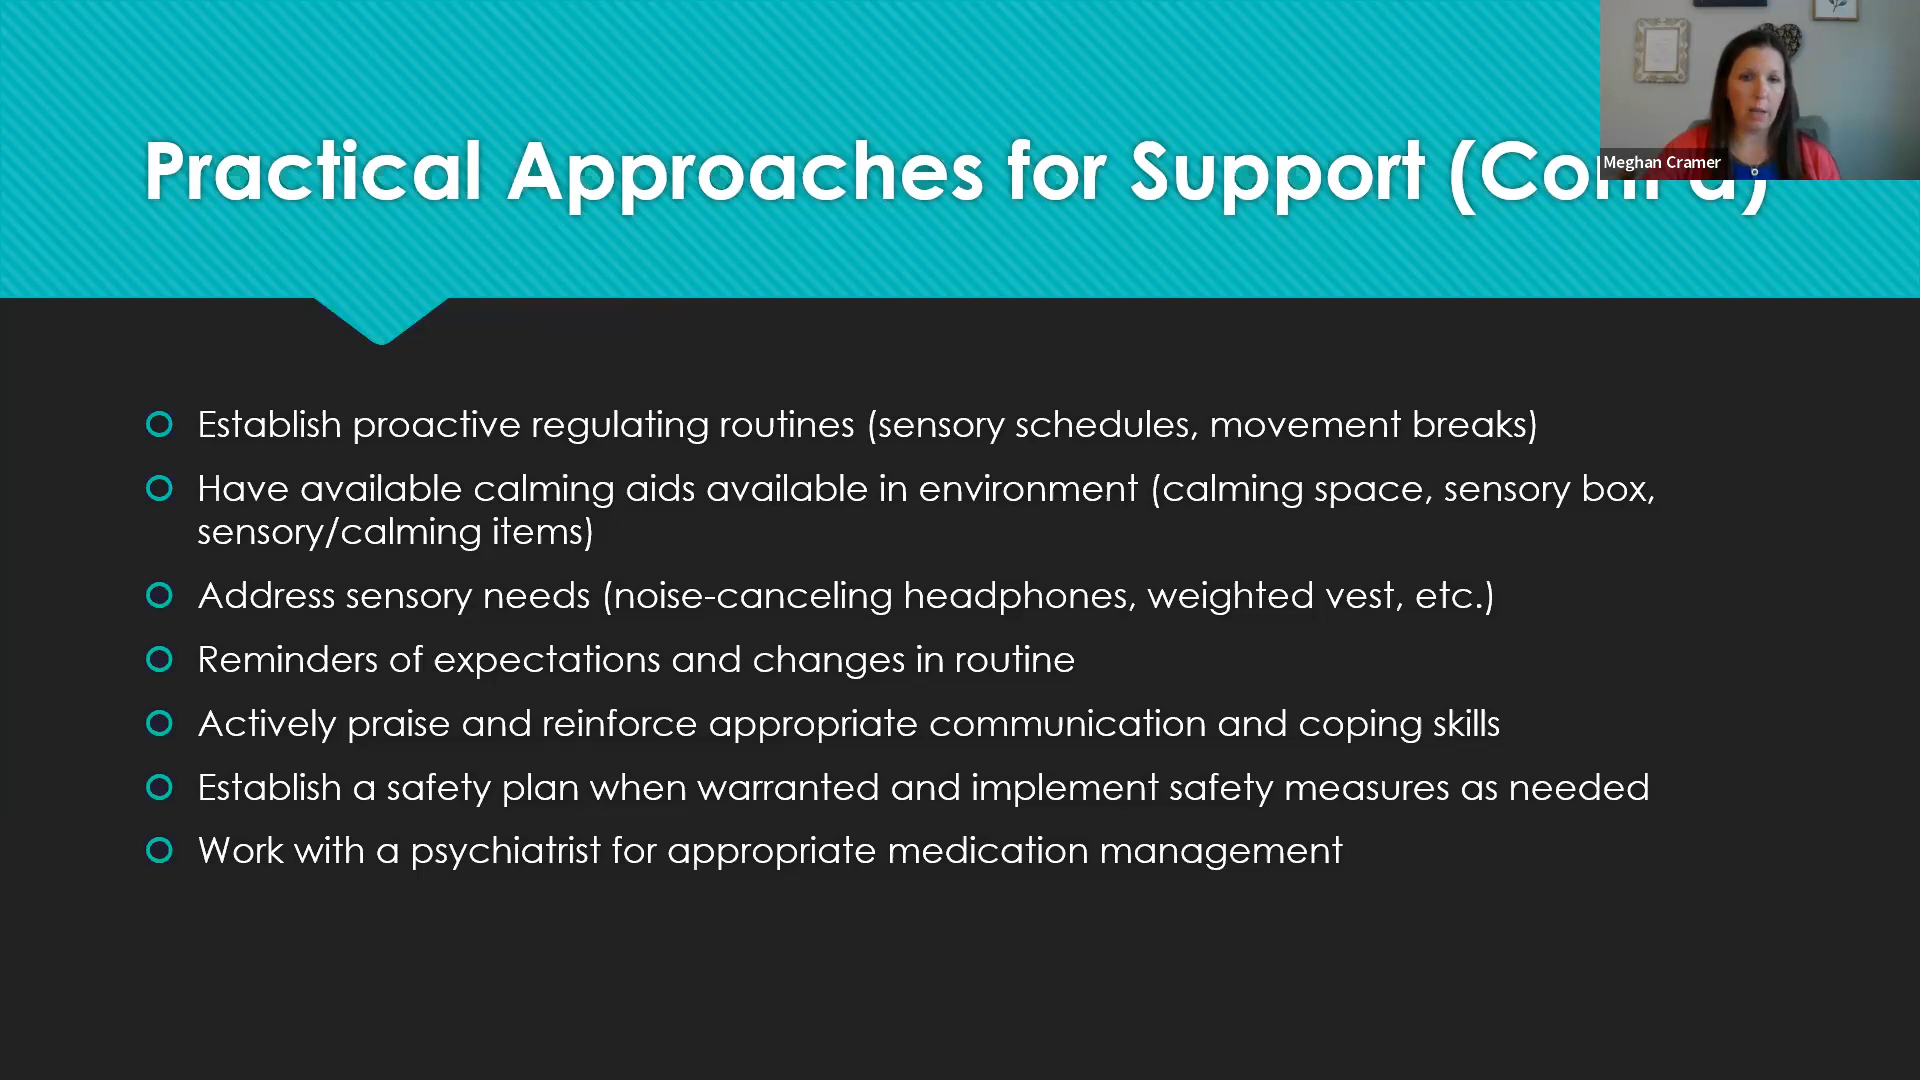 Practical Approaches for Support (Cont'd)
Meghan Cramer
Establish proactive regulating routines (sensory schedules, movement breaks)
Have available calming aids available in environment (calming space, sensory box,
sensory/calming items)
Address sensory needs (noise-canceling headphones, weighted vest, etc.)
Reminders of expectations and changes in routine
Actively praise and reinforce appropriate communication and coping skills
Establish a safety plan when warranted and implement safety measures as needed
Work with a psychiatrist for appropriate medication management